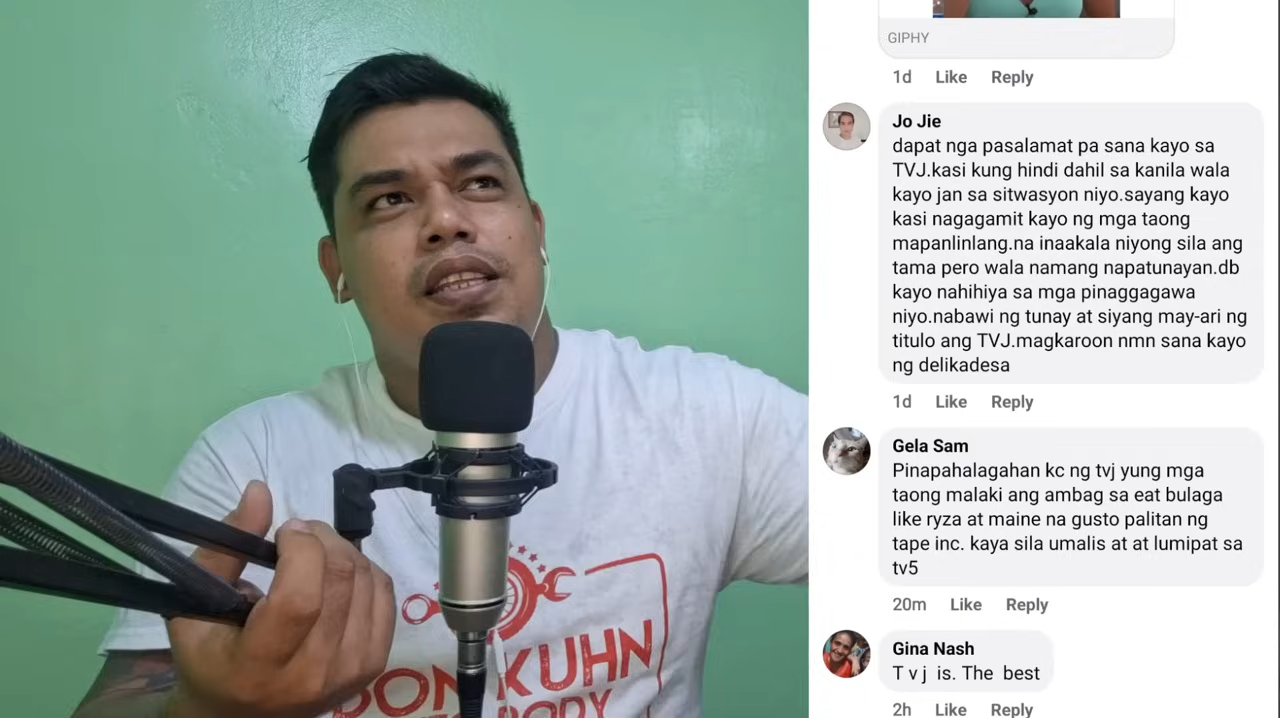 GIPHY
1d Like Reply
Jo Jie
dapat nga pasalamat pa sana kayo sa
TVJ.kasi kung hindi dahil sa kanila wala
kayo jan sa sitwasyon niyo.sayang kayo
kasi nagagamit kayo ng mga taong
mapanlinlang.na inaakala niyong sila ang
tama pero wala namang napatunayan.db
kayo nahihiya sa mga pinaggagawa
niyo.nabawi ng tunay at siyang may-ari ng
titulo ang TVJ.magkaroon nmn sana kayo
ng delikadesa
1d Like Reply
Gela Sam
Pinapahalagahan kc ng tvj yung mga
taong malaki ang ambag sa eat bulaga
like ryza at maine na gusto palitan ng
tape inc. kaya sila umalis at at lumipat sa
tv5
20m Like Reply
Gina Nash
T v j is. The best
2h Like Reply
KUHN
BODY